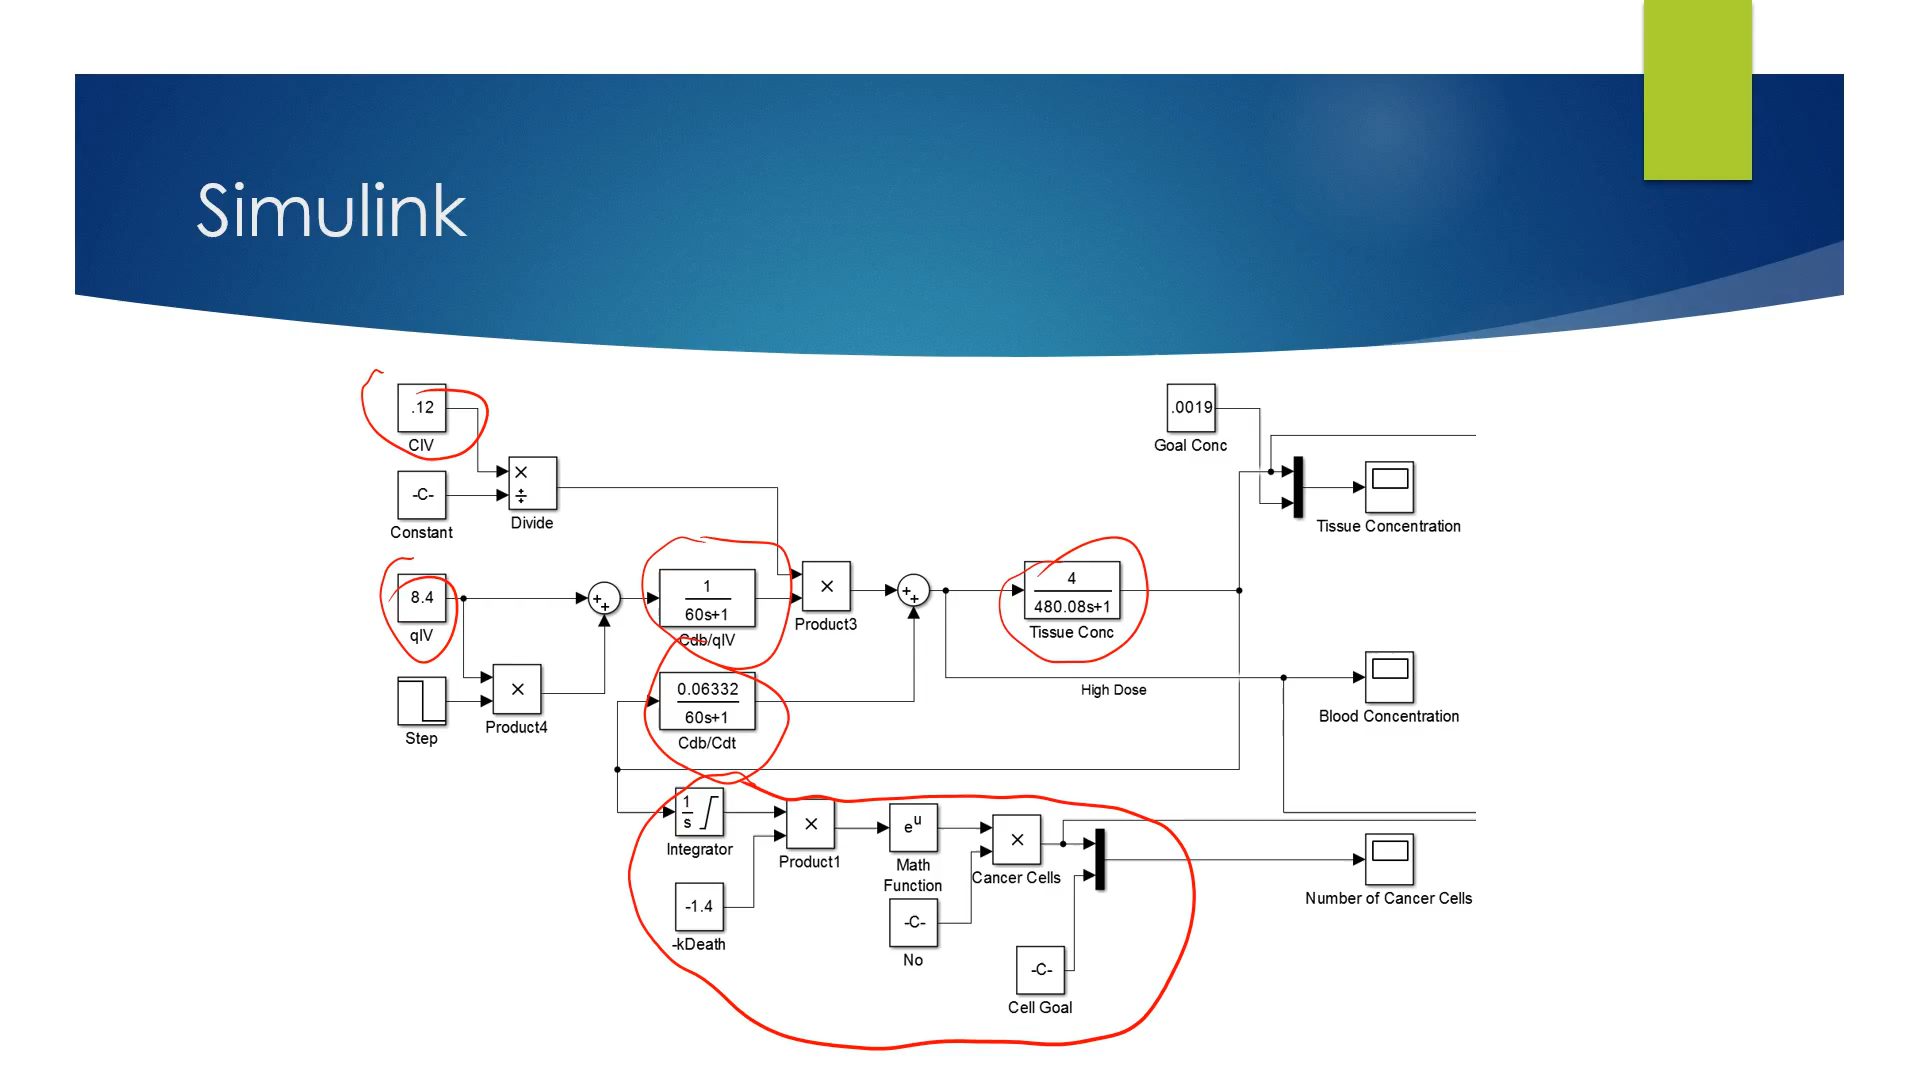 Simulink
.12
CIV
-C-
Constant
×
÷
Divide
8.4
qIV
Step
×
Product4
++
1
60s+1
Cdb/qIV
0.06332
60s+1
Cdb/Cdt
×
Product3
++
4
480.08s+1
Tissue Conc
.0019
Goal Conc
Tissue Concentration
High Dose
Blood Concentration
1
s
Integrator
-1.4
-kDeath
×
Product1
eu
Math
Function
-C-
No
×
Cancer Cells
-C-
Cell Goal
Number of Cancer Cells